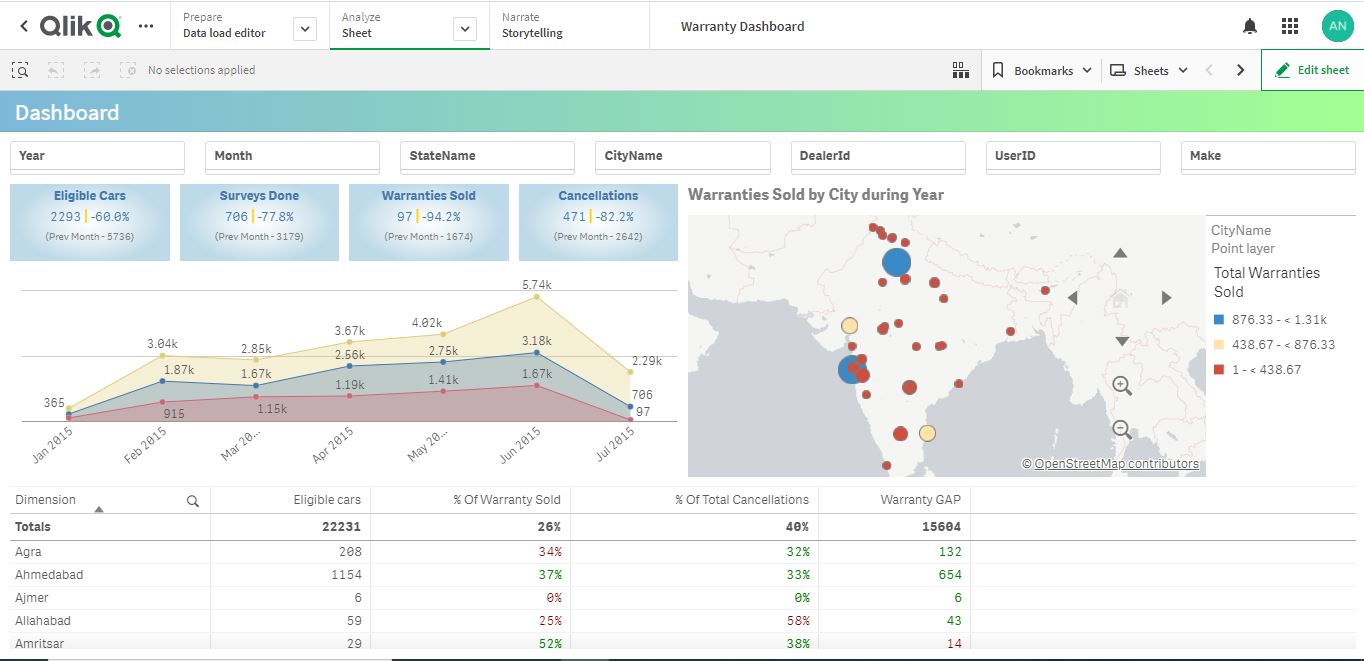 Qlik
Prepare
Data load editor
Analyze
Sheet
Narrate
Storytelling
Warranty Dashboard
AN
No selections applied
Bookmarks
Sheets
Edit sheet
Dashboard
Year
Month
StateName
CityName
DealerId
UserID
Make
Eligible Cars
2293 | -60.0%
(Prev Month - 5736)
Surveys Done
706 | -77.8%
(Prev Month - 3179)
Warranties Sold
97 | -94.2%
(Prev Month - 1674)
Cancellations
471 | -82.2%
(Prev Month - 2642)
365
3.04k
2.85k
3.67k
4.02k
5.74k
2.29k
1.87k
1.67k
2.56k
2.75k
3.18k
706
915
1.15k
1.19k
1.41k
1.67k
97
Jan 2015
Feb 2015
Mar 20...
Apr 2015
May 20...
Jun 2015
Jul 2015
Warranties Sold by City during Year
© OpenStreetMap contributors
CityName
Point layer
Total Warranties
Sold
876.33 - < 1.31k
438.67 - < 876.33
1 - < 438.67
Dimension Eligible cars % Of Warranty Sold % Of Total Cancellations Warranty GAP
Totals 22231 26% 40% 15604
Agra 208 34% 32% 132
Ahmedabad 1154 37% 33% 654
Ajmer 6 0% 0% 6
Allahabad 59 25% 58% 43
Amritsar 29 52% 38% 14